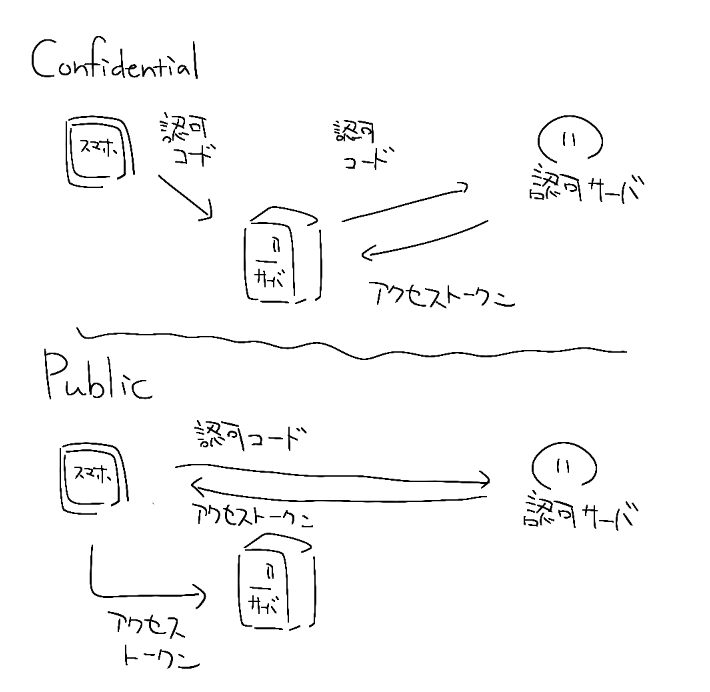 Confidential
スマホ
認可
コード
認可
コード
認可サーバ
サーバ
アクセストークン
Public
スマホ
認可コード
アクセストークン
認可サーバ
サーバ
アクセス
トークン